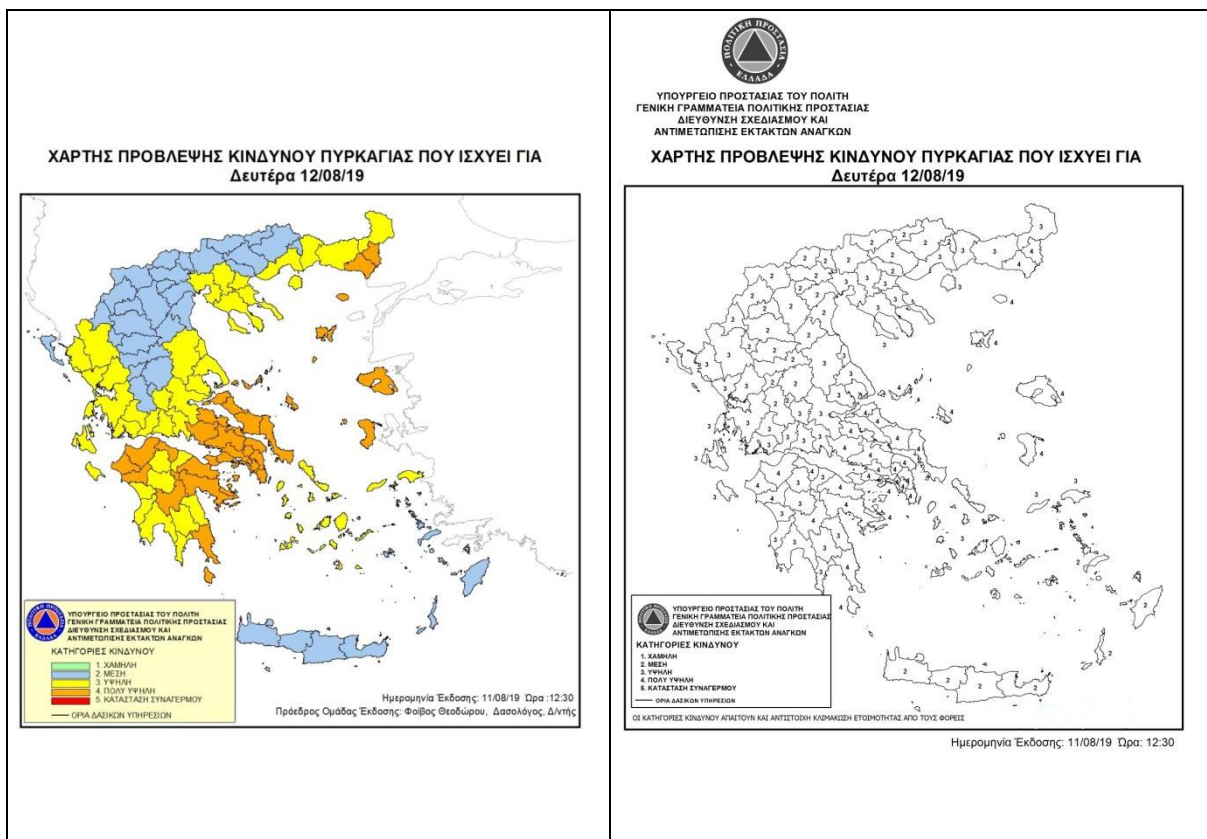 ΧΑΡΤΗΣ ΠΡΟΒΛΕΨΗΣ ΚΙΝΔΥΝΟΥ ΠΥΡΚΑΓΙΑΣ ΠΟΥ ΙΣΧΥΕΙ ΓΙΑ
Δευτέρα 12/08/19
ΠΟΛΙΤΙΚΗ ΠΡΟΣΤΑΣΙΑ
ΕΛΛΑΔΑ
ΥΠΟΥΡΓΕΙΟ ΠΡΟΣΤΑΣΙΑΣ ΤΟΥ ΠΟΛΙΤΗ
ΓΕΝΙΚΗ ΓΡΑΜΜΑΤΕΙΑ ΠΟΛΙΤΙΚΗΣ ΠΡΟΣΤΑΣΙΑΣ
ΔΙΕΥΘΥΝΣΗ ΣΧΕΔΙΑΣΜΟΥ ΚΑΙ
ΑΝΤΙΜΕΤΩΠΙΣΗΣ ΕΚΤΑΚΤΩΝ ΑΝΑΓΚΩΝ
ΚΑΤΗΓΟΡΙΕΣ ΚΙΝΔΥΝΟΥ
1. ΧΑΜΗΛΗ
2. ΜΕΣΗ
3. ΥΨΗΛΗ
4. ΠΟΛΥ ΥΨΗΛΗ
5. ΚΑΤΑΣΤΑΣΗ ΣΥΝΑΓΕΡΜΟΥ
ΟΡΙΑ ΔΑΣΙΚΩΝ ΥΠΗΡΕΣΙΩΝ
Ημερομηνία Έκδοσης: 11/08/19 Ώρα :12:30
Πρόεδρος Ομάδας Έκδοσης: Φοίβος Θεοδώρου, Δασολόγος, Δ/ντής
ΠΟΛΙΤΙΚΗ ΠΡΟΣΤΑΣΙΑ
ΕΛΛΑΔΑ
ΥΠΟΥΡΓΕΙΟ ΠΡΟΣΤΑΣΙΑΣ ΤΟΥ ΠΟΛΙΤΗ
ΓΕΝΙΚΗ ΓΡΑΜΜΑΤΕΙΑ ΠΟΛΙΤΙΚΗΣ ΠΡΟΣΤΑΣΙΑΣ
ΔΙΕΥΘΥΝΣΗ ΣΧΕΔΙΑΣΜΟΥ ΚΑΙ
ΑΝΤΙΜΕΤΩΠΙΣΗΣ ΕΚΤΑΚΤΩΝ ΑΝΑΓΚΩΝ
ΧΑΡΤΗΣ ΠΡΟΒΛΕΨΗΣ ΚΙΝΔΥΝΟΥ ΠΥΡΚΑΓΙΑΣ ΠΟΥ ΙΣΧΥΕΙ ΓΙΑ
Δευτέρα 12/08/19
ΥΠΟΥΡΓΕΙΟ ΠΡΟΣΤΑΣΙΑΣ ΤΟΥ ΠΟΛΙΤΗ
ΓΕΝΙΚΗ ΓΡΑΜΜΑΤΕΙΑ ΠΟΛΙΤΙΚΗΣ ΠΡΟΣΤΑΣΙΑΣ
ΔΙΕΥΘΥΝΣΗ ΣΧΕΔΙΑΣΜΟΥ ΚΑΙ
ΑΝΤΙΜΕΤΩΠΙΣΗΣ ΕΚΤΑΚΤΩΝ ΑΝΑΓΚΩΝ
ΚΑΤΗΓΟΡΙΕΣ ΚΙΝΔΥΝΟΥ
1. ΧΑΜΗΛΗ
2. ΜΕΣΗ
3. ΥΨΗΛΗ
4. ΠΟΛΥ ΥΨΗΛΗ
5. ΚΑΤΑΣΤΑΣΗ ΣΥΝΑΓΕΡΜΟΥ
ΟΡΙΑ ΔΑΣΙΚΩΝ ΥΠΗΡΕΣΙΩΝ
ΟΙ ΚΑΤΗΓΟΡΙΕΣ ΚΙΝΔΥΝΟΥ ΑΠΑΙΤΟΥΝ ΚΑΙ ΑΝΤΙΣΤΟΙΧΗ ΚΛΙΜΑΚΩΣΗ ΕΤΟΙΜΟΤΗΤΑΣ ΑΠΟ ΤΟΥΣ ΦΟΡΕΙΣ
Ημερομηνία Έκδοσης: 11/08/19 Ώρα: 12:30